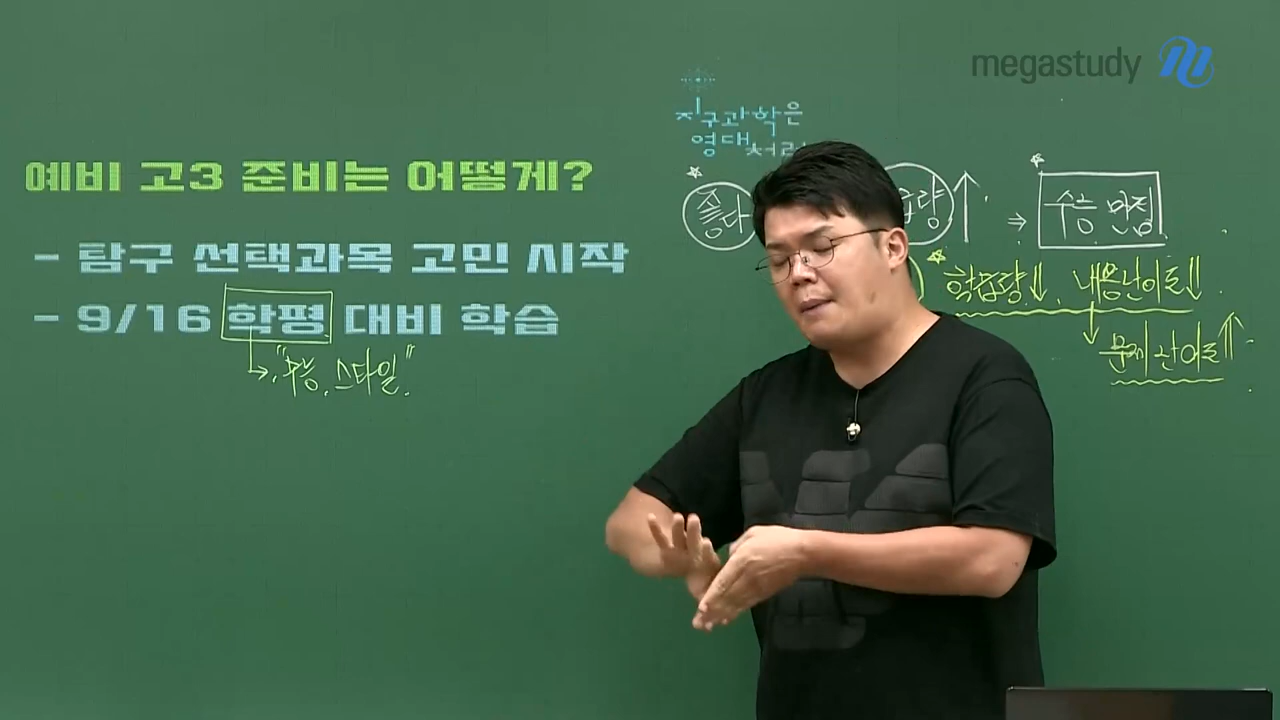 megastudy
지구과학은
영대처럼
예비 고3 준비는 어떻게?
- 탐구 선택과목 고민 시작
- 9/16 학평 대비 학습
"수능 스타일"
좋다
량↑ ⇒ 수능 만점
학습량↓, 내용난이도↓
문제 난이도↑